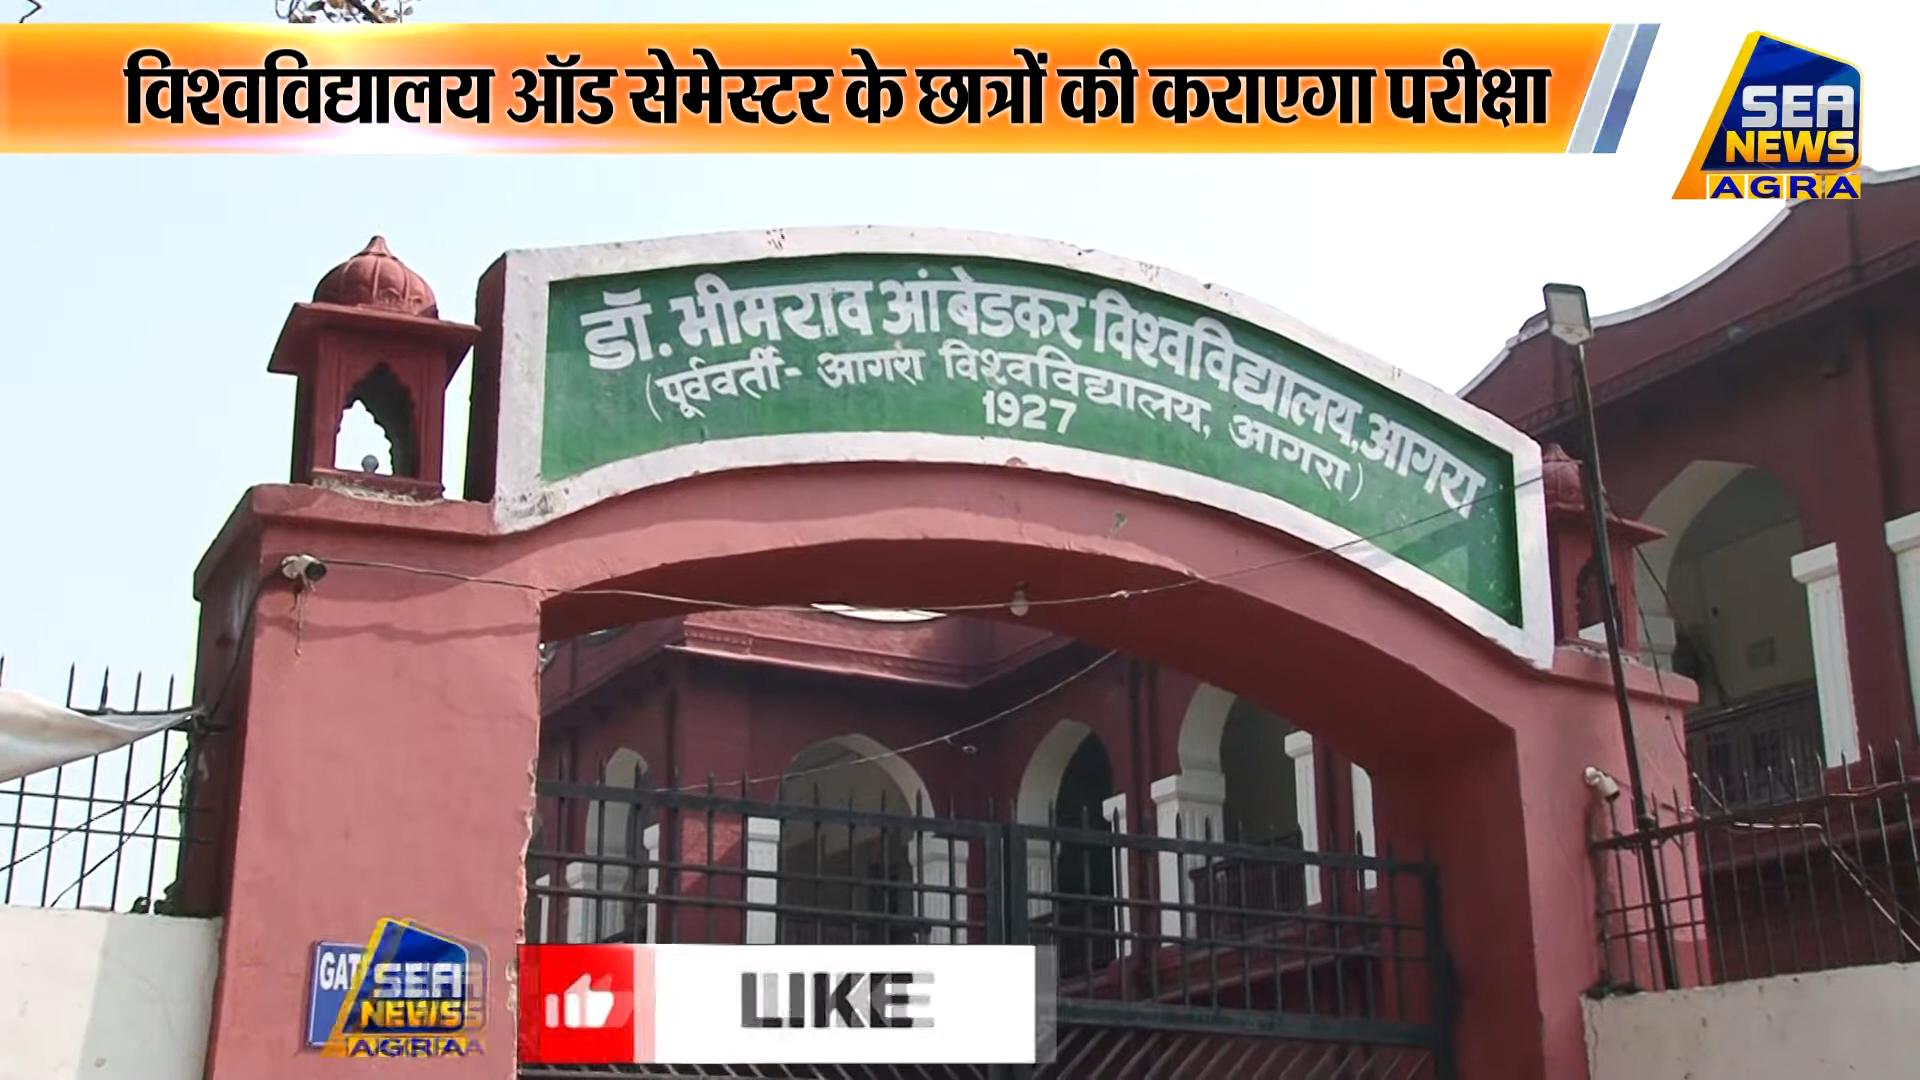 विश्वविद्यालय ऑड सेमेस्टर के छात्रों की कराएगा परीक्षा
SEA
NEWS
AGRA
डॉ. भीमराव आंबेडकर विश्वविद्यालय, आगरा
(पूर्ववर्ती- आगरा विश्वविद्यालय, आगरा)
1927
GAT
SEA
NEWS
AGRA
LIKE